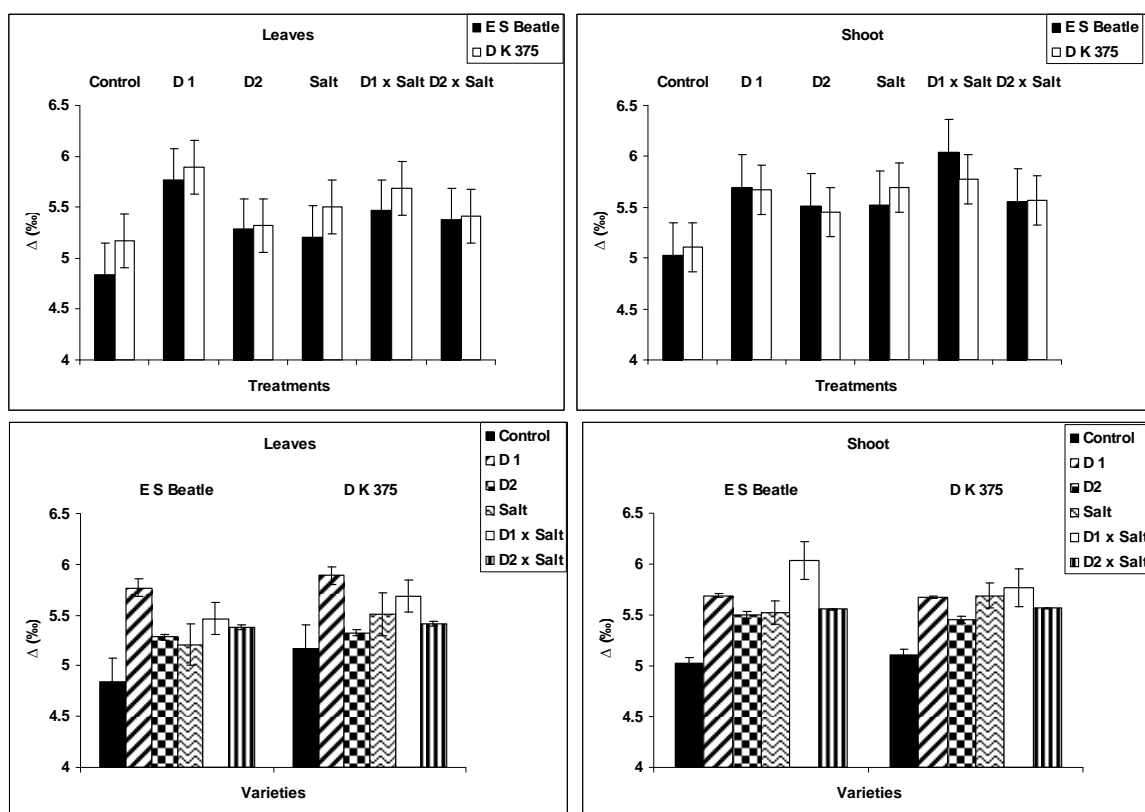 Leaves
E S Beatle
D K 375
Control D 1 D2 Salt D1 x Salt D2 x Salt
6.5
6
5.5
5
4.5
4
Δ (‰)
Treatments
Shoot
E S Beatle
D K 375
Control D 1 D2 Salt D1 x Salt D2 x Salt
6.5
6
5.5
5
4.5
4
Δ (‰)
Treatments
Leaves
Control
D 1
D2
Salt
D1 x Salt
D2 x Salt
E S Beatle D K 375
6.5
6
5.5
5
4.5
4
Δ (‰)
Varieties
Shoot
Control
D 1
D2
Salt
D1 x Salt
D2 x Salt
E S Beatle D K 375
6.5
6
5.5
5
4.5
4
Δ (‰)
Varieties